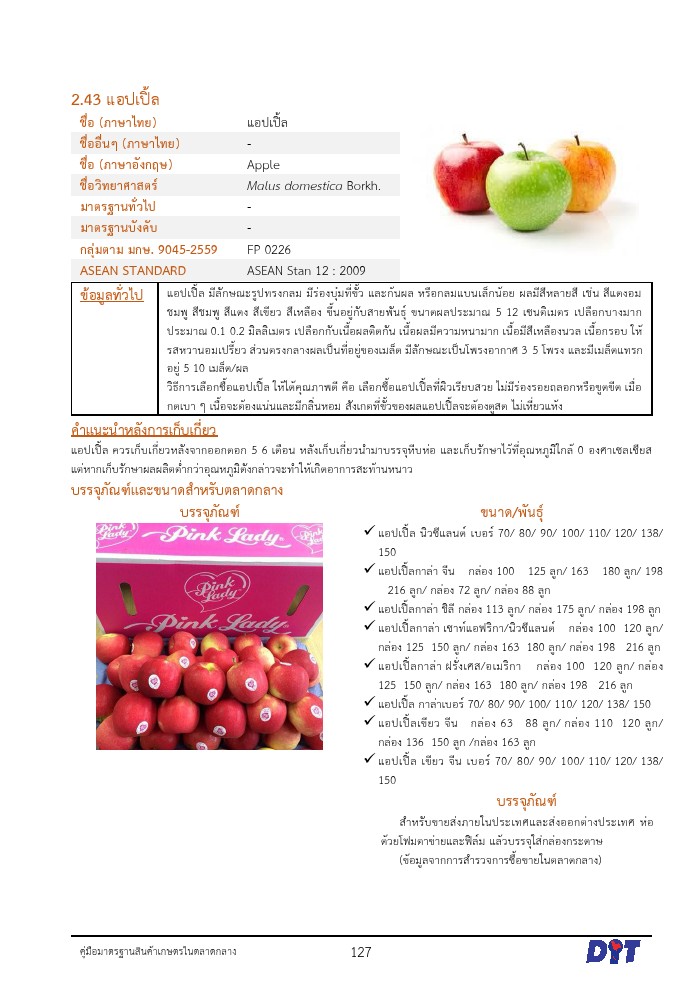 2.43 แอปเปิ้ล
ชื่อ (ภาษาไทย) แอปเปิ้ล
ชื่ออื่นๆ (ภาษาไทย) -
ชื่อ (ภาษาอังกฤษ) Apple
ชื่อวิทยาศาสตร์ Malus domestica Borkh.
มาตรฐานทั่วไป -
มาตรฐานบังคับ -
กลุ่มตาม มกษ. 9045-2559 FP 0226
ASEAN STANDARD ASEAN Stan 12 : 2009
ข้อมูลทั่วไป
แอปเปิ้ล มีลักษณะรูปทรงกลม มีร่องบุ๋มที่ขั้ว และก้นผล หรือกลมแบนเล็กน้อย ผลมีสีหลายสี เช่น สีแดงอม
ชมพู สีชมพู สีแดง สีเขียว สีเหลือง ขึ้นอยู่กับสายพันธุ์ ขนาดผลประมาณ 5 12 เซนติเมตร เปลือกบางมาก
ประมาณ 0.1 0.2 มิลลิเมตร เปลือกกับเนื้อผลติดกัน เนื้อผลมีความหนามาก เนื้อมีสีเหลืองนวล เนื้อกรอบ ให้
รสหวานอมเปรี้ยว ส่วนตรงกลางผลเป็นที่อยู่ของเมล็ด มีลักษณะเป็นโพรงอากาศ 3 5 โพรง และมีเมล็ดแทรก
อยู่ 5 10 เมล็ด/ผล
วิธีการเลือกซื้อแอปเปิ้ล ให้ได้คุณภาพดี คือ เลือกซื้อแอปเปิ้ลที่ผิวเรียบสวย ไม่มีร่องรอยถลอกหรือขูดขีด เมื่อ
กดเบา ๆ เนื้อจะต้องแน่นและมีกลิ่นหอม สังเกตที่ขั้วของผลแอปเปิ้ลจะต้องดูสด ไม่เหี่ยวแห้ง
คำแนะนำหลังการเก็บเกี่ยว
แอปเปิ้ล ควรเก็บเกี่ยวหลังจากออกดอก 5 6 เดือน หลังเก็บเกี่ยวนำมาบรรจุหีบห่อ และเก็บรักษาไว้ที่อุณหภูมิใกล้ 0 องศาเซลเซียส
แต่หากเก็บรักษาผลผลิตต่ำกว่าอุณหภูมิดังกล่าวจะทำให้เกิดอาการสะท้านหนาว
บรรจุภัณฑ์และขนาดสำหรับตลาดกลาง
บรรจุภัณฑ์
Pink Lady
Pink Lady
Pink Lady
ขนาด/พันธุ์
✓ แอปเปิ้ล นิวซีแลนด์ เบอร์ 70/ 80/ 90/ 100/ 110/ 120/ 138/
150
✓ แอปเปิ้ลกาล่า จีน กล่อง 100 125 ลูก/ 163 180 ลูก/ 198
216 ลูก/ กล่อง 72 ลูก/ กล่อง 88 ลูก
✓ แอปเปิ้ลกาล่า ชิลี กล่อง 113 ลูก/ กล่อง 175 ลูก/ กล่อง 198 ลูก
✓ แอปเปิ้ลกาล่า เซาท์แอฟริกา/นิวซีแลนด์ กล่อง 100 120 ลูก/
กล่อง 125 150 ลูก/ กล่อง 163 180 ลูก/ กล่อง 198 216 ลูก
✓ แอปเปิ้ลกาล่า ฝรั่งเศส/อเมริกา กล่อง 100 120 ลูก/ กล่อง
125 150 ลูก/ กล่อง 163 180 ลูก/ กล่อง 198 216 ลูก
✓ แอปเปิ้ล กาล่าเบอร์ 70/ 80/ 90/ 100/ 110/ 120/ 138/ 150
✓ แอปเปิ้ลเขียว จีน กล่อง 63 88 ลูก/ กล่อง 110 120 ลูก/
กล่อง 136 150 ลูก /กล่อง 163 ลูก
✓ แอปเปิ้ล เขียว จีน เบอร์ 70/ 80/ 90/ 100/ 110/ 120/ 138/
150
บรรจุภัณฑ์
สำหรับขายส่งภายในประเทศและส่งออกต่างประเทศ ห่อ
ด้วยโฟมตาข่ายและฟิล์ม แล้วบรรจุใส่กล่องกระดาษ
(ข้อมูลจากการสำรวจการซื้อขายในตลาดกลาง)
คู่มือมาตรฐานสินค้าเกษตรในตลาดกลาง 127 DIT